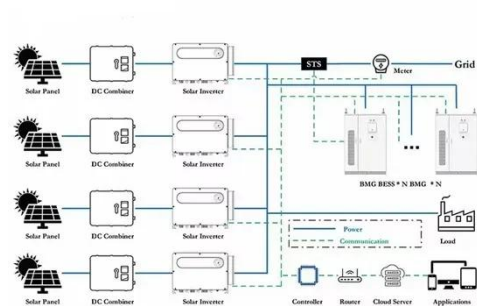 Solar Panel DC Combiner Solar Inverter STS Meter Grid
Solar Panel DC Combiner Solar Inverter
BMG BESS * N BMG * N
Solar Panel DC Combiner Solar Inverter
Power
Communication
Load
Solar Panel DC Combiner Solar Inverter
Controller Router Cloud Server Applications